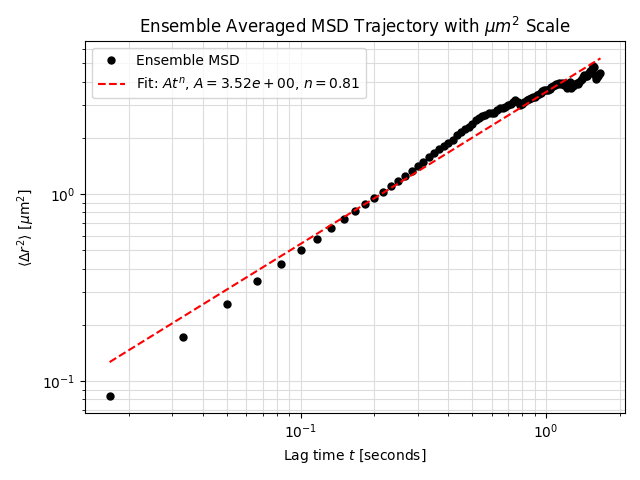 Ensemble Averaged MSD Trajectory with μm² Scale
Ensemble MSD
Fit: Atⁿ, A = 3.52e + 00, n = 0.81
⟨Δr²⟩ [μm²]
10⁰
10⁻¹
10⁻¹ 10⁰
Lag time t [seconds]